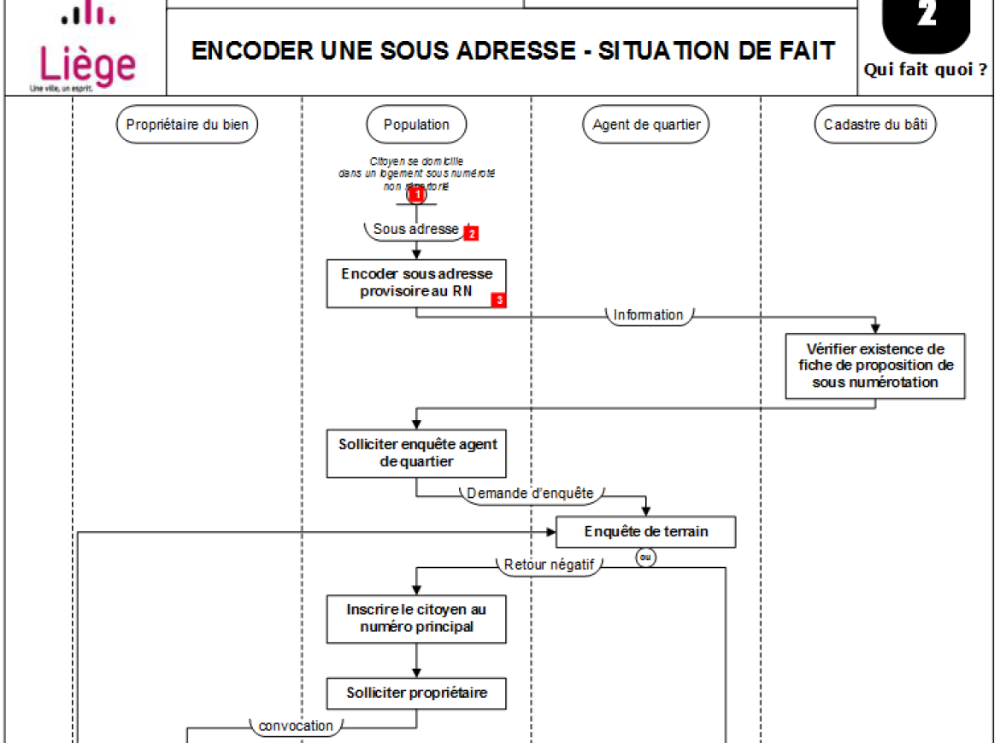 2
Liège
Une ville, un esprit.
ENCODER UNE SOUS ADRESSE - SITUATION DE FAIT
Qui fait quoi ?
Propriétaire du bien
Population
Agent de quartier
Cadastre du bâti
Citoyen se domicilie
dans un logement sous numéroté
non répertorié
1
Sous adresse
2
Encoder sous adresse
provisoire au RN
3
Information
Vérifier existence de
fiche de proposition de
sous numérotation
Solliciter enquête agent
de quartier
Demande d'enquête
Enquête de terrain
ou
Retour négatif
Inscrire le citoyen au
numéro principal
Solliciter propriétaire
convocation